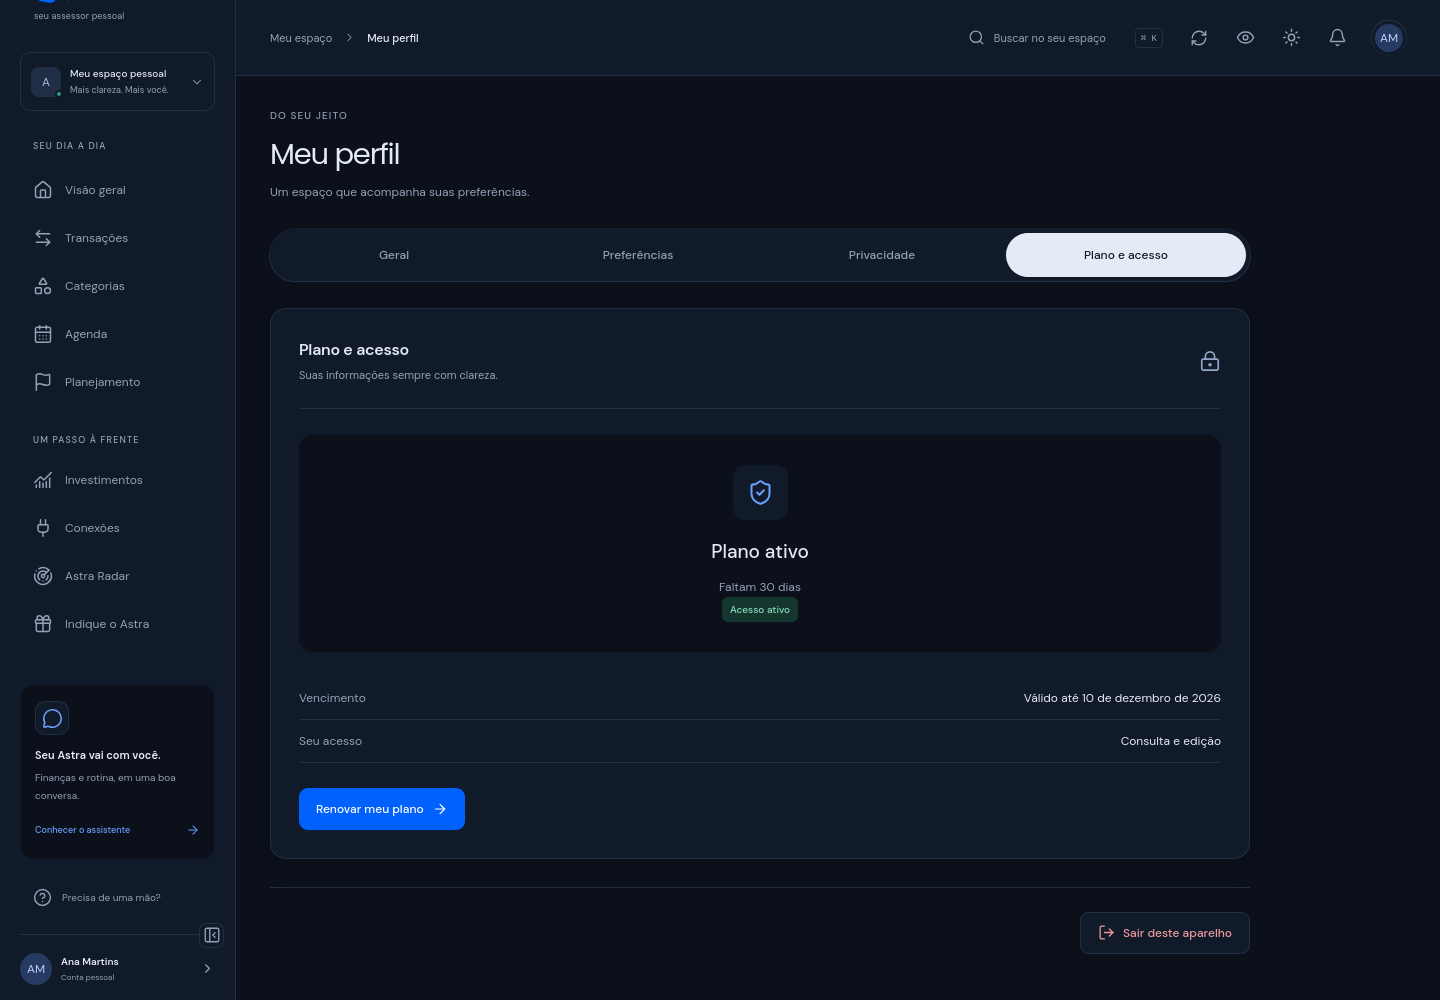 seu assessor pessoal
A
Meu espaço pessoal
Mais clareza. Mais você.
SEU DIA A DIA
Visão geral
Transações
Categorias
Agenda
Planejamento
UM PASSO À FRENTE
Investimentos
Conexões
Astra Radar
Indique o Astra
Seu Astra vai com você.
Finanças e rotina, em uma boa
conversa.
Conhecer o assistente
Precisa de uma mão?
AM
Ana Martins
Conta pessoal
Meu espaço
Meu perfil
Buscar no seu espaço
⌘ K
AM
DO SEU JEITO
Meu perfil
Um espaço que acompanha suas preferências.
Geral
Preferências
Privacidade
Plano e acesso
Plano e acesso
Suas informações sempre com clareza.
Plano ativo
Faltam 30 dias
Acesso ativo
Vencimento
Válido até 10 de dezembro de 2026
Seu acesso
Consulta e edição
Renovar meu plano
Sair deste aparelho